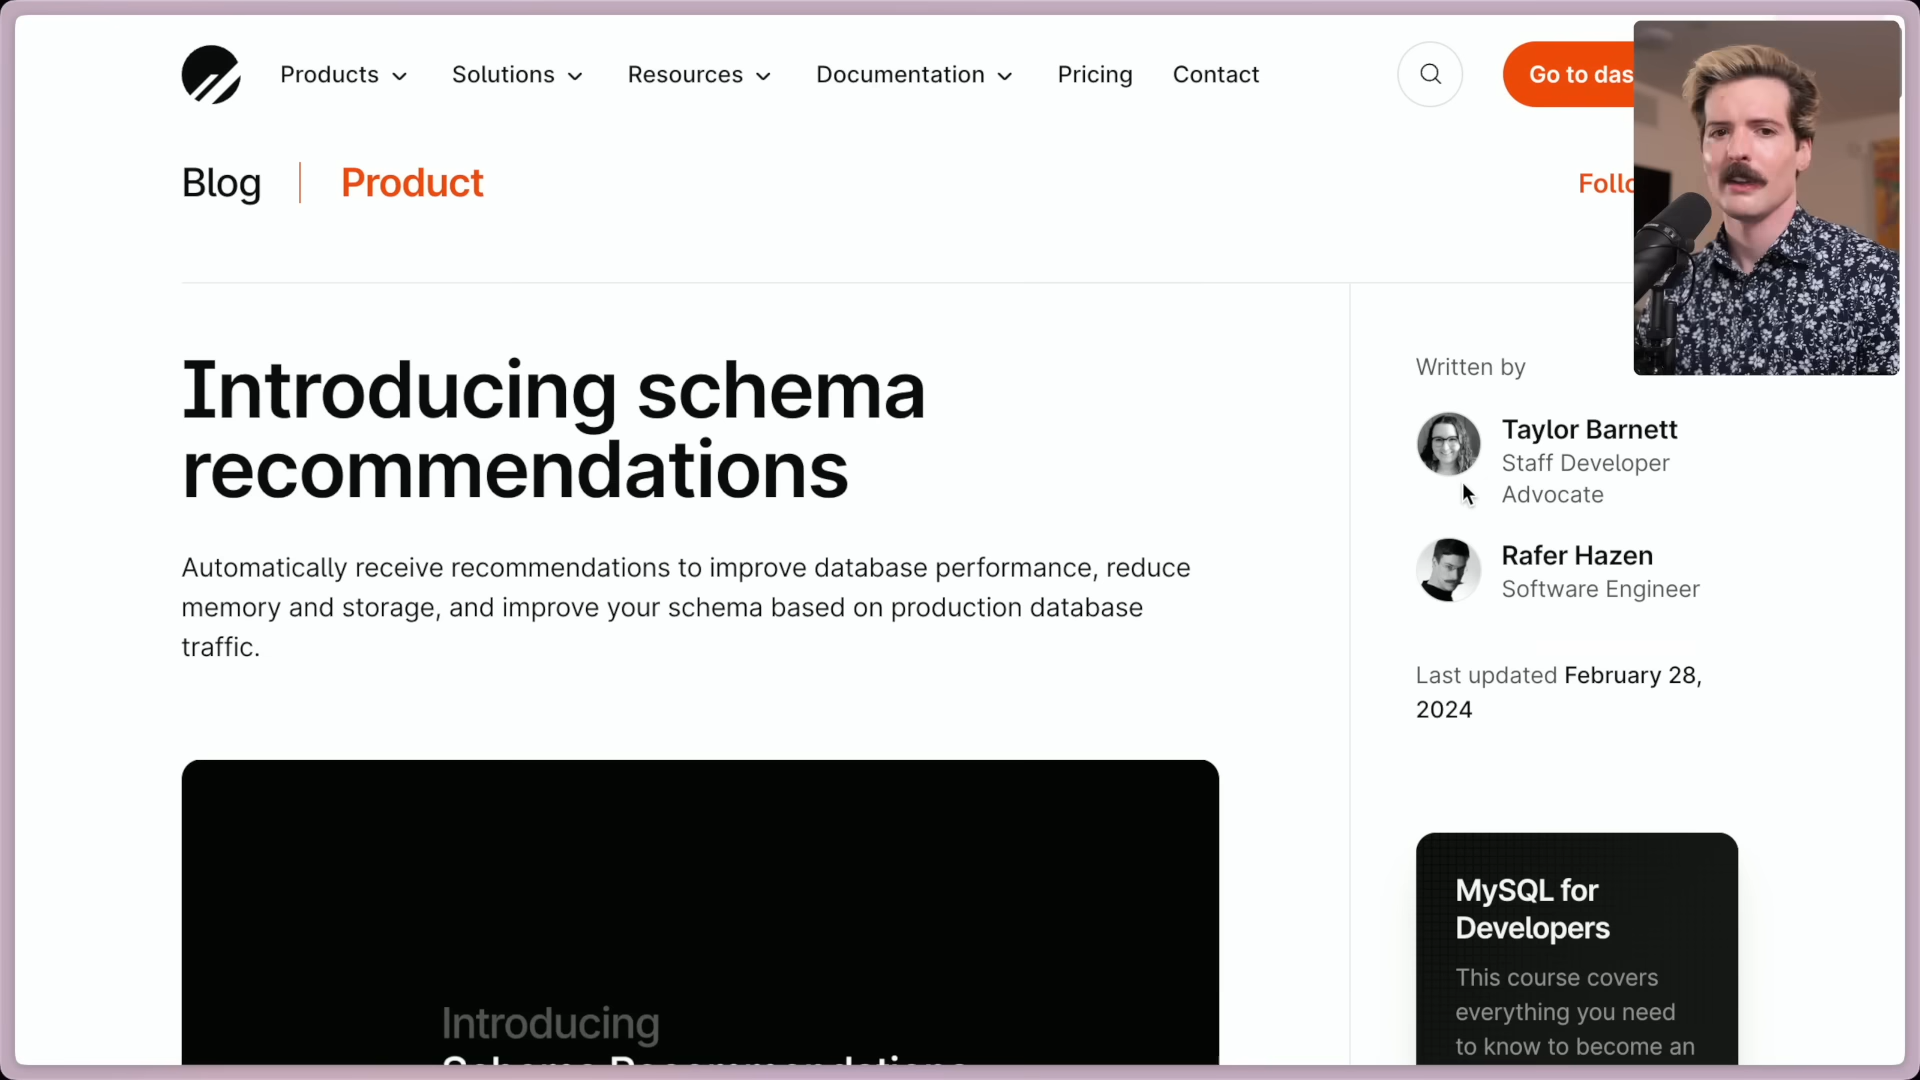 Products
Solutions
Resources
Documentation
Pricing
Contact
Go to das
Blog
Product
Follo
Introducing schema
recommendations
Automatically receive recommendations to improve database performance, reduce
memory and storage, and improve your schema based on production database
traffic.
Written by
Taylor Barnett
Staff Developer
Advocate
Rafer Hazen
Software Engineer
Last updated February 28,
2024
Introducing
Schema Recommendations
MySQL for
Developers
This course covers
everything you need
to know to become an